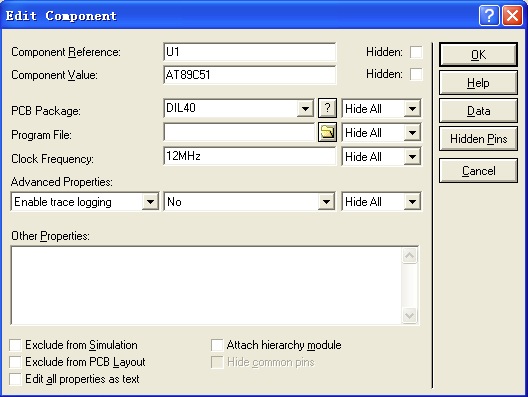 Edit Component
Component Reference: U1 Hidden: OK
Component Value: AT89C51 Hidden: Help
PCB Package: DIL40 ? Hide All Data
Program File: Hide All Hidden Pins
Clock Frequency: 12MHz Hide All Cancel
Advanced Properties:
Enable trace logging No Hide All
Other Properties:
Exclude from Simulation Attach hierarchy module
Exclude from PCB Layout Hide common pins
Edit all properties as text